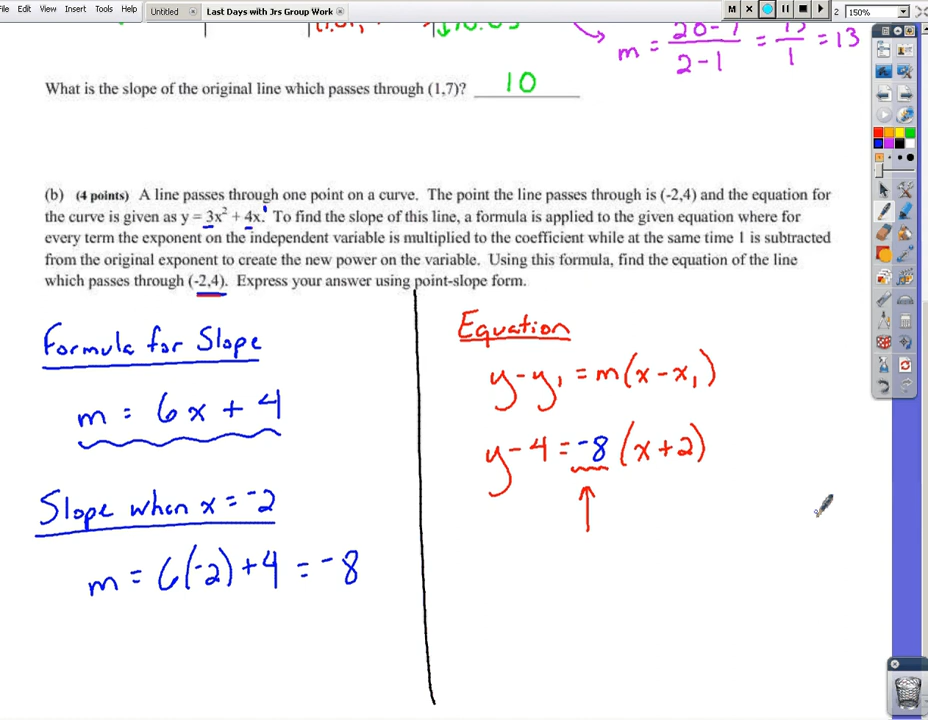 File Edit View Insert Tools Help
Untitled
Last Days with Jrs Group Work
M
2
150%
m = 20-7/2-1 = 13/1 = 13
What is the slope of the original line which passes through (1,7)? 10
(b) (4 points) A line passes through one point on a curve. The point the line passes through is (-2,4) and the equation for
the curve is given as y = 3x² + 4x.¹ To find the slope of this line, a formula is applied to the given equation where for
every term the exponent on the independent variable is multiplied to the coefficient while at the same time 1 is subtracted
from the original exponent to create the new power on the variable. Using this formula, find the equation of the line
which passes through (-2,4). Express your answer using point-slope form.
Formula for Slope
m = 6x + 4
Slope when x = -2
m = 6(-2) + 4 = -8
Equation
y - y₁ = m(x - x₁)
y - 4 = -8(x + 2)